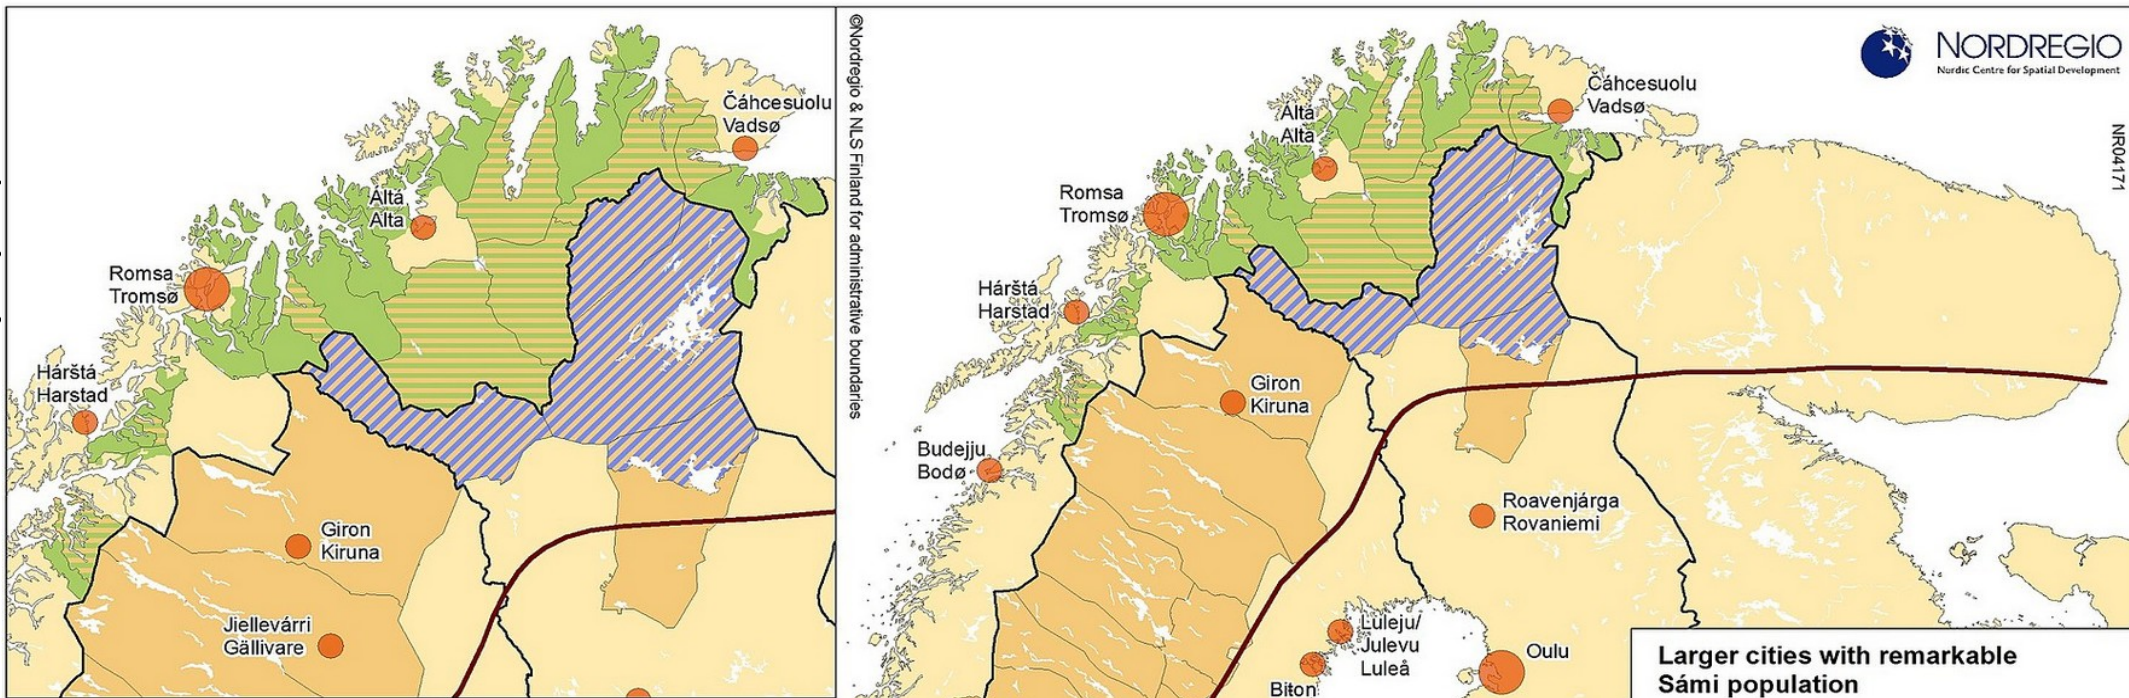 Čáhcesuolu
Vadsø
Áltá
Alta
Romsa
Tromsø
Hárštá
Harstad
Giron
Kiruna
Jiellevárri
Gällivare
©Nordregio & NLS Finland for administrative boundaries
NORDREGIO
Nordic Centre for Spatial Development
NR04171
Čáhcesuolu
Vadsø
Áltá
Alta
Romsa
Tromsø
Hárštá
Harstad
Giron
Kiruna
Budejju
Bodø
Roavenjárga
Rovaniemi
Luleju/
Julevu
Luleå
Oulu
Biton
Larger cities with remarkable
Sámi population